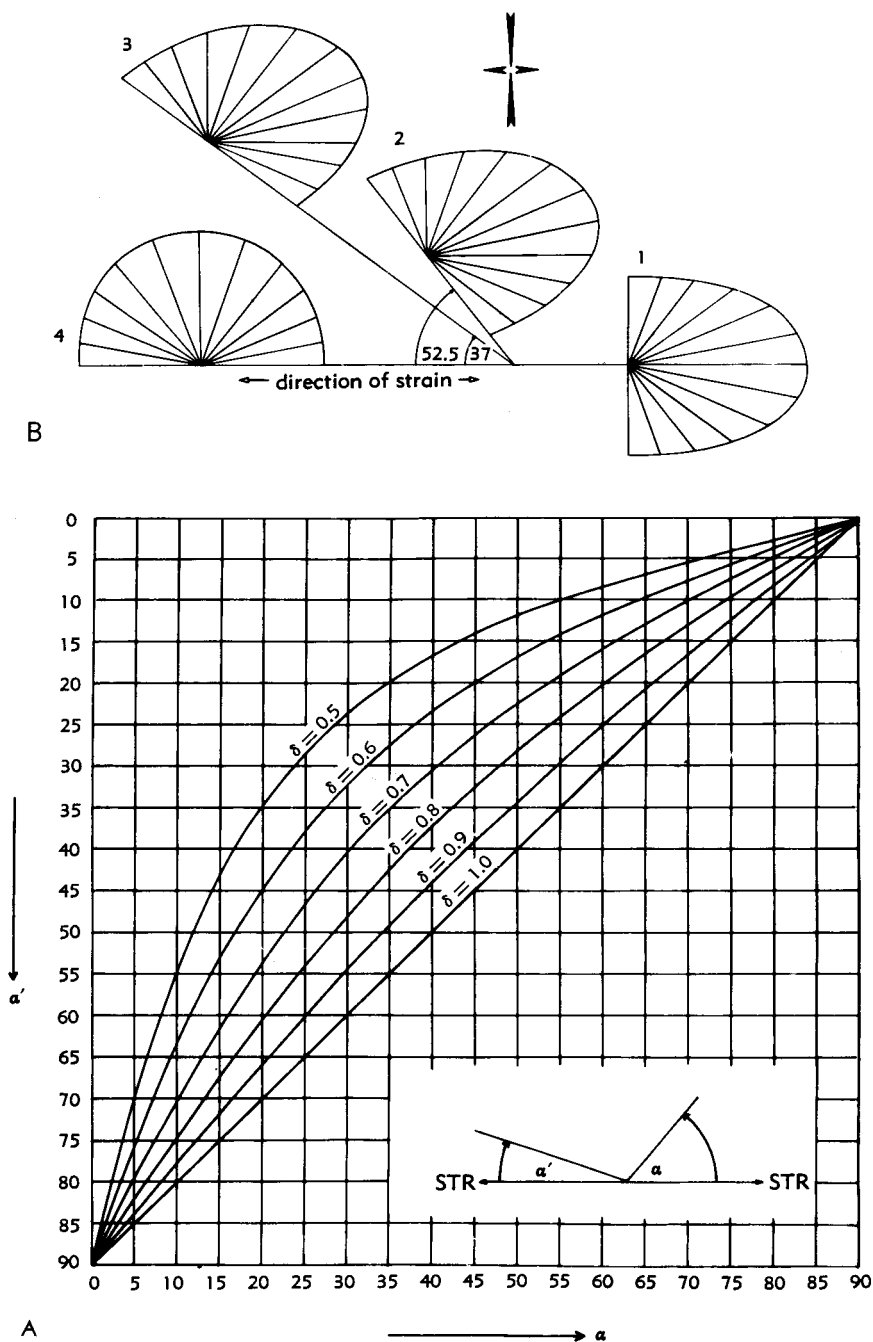 3
2
1
4
52.5 37
← direction of strain →
B
0
5
10
15
20
25
30
35
40
45
50
55
60
65
70
75
80
85
90
a'
δ = 0.5
δ = 0.6
δ = 0.7
δ = 0.8
δ = 0.9
δ = 1.0
STR a' a STR
0 5 10 15 20 25 30 35 40 45 50 55 60 65 70 75 80 85 90
A
a